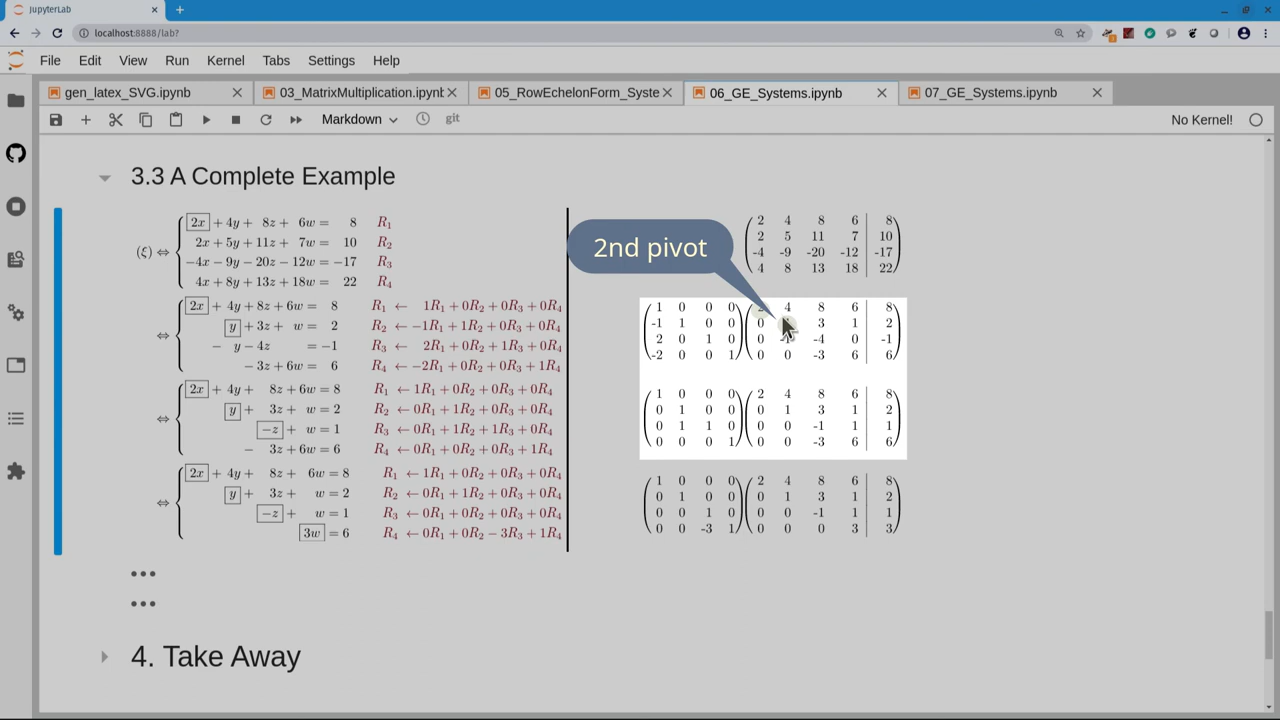 JupyterLab
localhost:8888/lab?
File Edit View Run Kernel Tabs Settings Help
gen_latex_SVG.ipynb 03_MatrixMultiplication.ipynb 05_RowEchelonForm_Syste 06_GE_Systems.ipynb 07_GE_Systems.ipynb
Markdown git No Kernel!
3.3 A Complete Example
2x + 4y + 8z + 6w = 8 R₁ 2 4 8 6 | 8
(ξ) ⇔ 2x + 5y + 11z + 7w = 10 R₂ 2 5 11 7 | 10
−4x − 9y − 20z − 12w = −17 R₃ -4 -9 -20 -12 | -17
4x + 8y + 13z + 18w = 22 R₄ 4 8 13 18 | 22
2nd pivot
2x + 4y + 8z + 6w = 8 R₁ ← 1R₁ + 0R₂ + 0R₃ + 0R₄ 1 0 0 0 4 8 6 | 8
⇔ y + 3z + w = 2 R₂ ← −1R₁ + 1R₂ + 0R₃ + 0R₄ -1 1 0 0 0 3 1 | 2
− y − 4z = −1 R₃ ← 2R₁ + 0R₂ + 1R₃ + 0R₄ 2 0 1 0 0 -1 -4 0 | -1
− 3z + 6w = 6 R₄ ← −2R₁ + 0R₂ + 0R₃ + 1R₄ -2 0 0 1 0 0 -3 6 | 6
2x + 4y + 8z + 6w = 8 R₁ ← 1R₁ + 0R₂ + 0R₃ + 0R₄ 1 0 0 0 2 4 8 6 | 8
⇔ y + 3z + w = 2 R₂ ← 0R₁ + 1R₂ + 0R₃ + 0R₄ 0 1 0 0 0 1 3 1 | 2
−z + w = 1 R₃ ← 0R₁ + 1R₂ + 1R₃ + 0R₄ 0 1 1 0 0 0 -1 1 | 1
− 3z + 6w = 6 R₄ ← 0R₁ + 0R₂ + 0R₃ + 1R₄ 0 0 0 1 0 0 -3 6 | 6
2x + 4y + 8z + 6w = 8 R₁ ← 1R₁ + 0R₂ + 0R₃ + 0R₄ 1 0 0 0 2 4 8 6 | 8
⇔ y + 3z + w = 2 R₂ ← 0R₁ + 1R₂ + 0R₃ + 0R₄ 0 1 0 0 0 1 3 1 | 2
−z + w = 1 R₃ ← 0R₁ + 0R₂ + 0R₃ + 0R₄ 0 0 1 0 0 0 -1 1 | 1
3w = 6 R₄ ← 0R₁ + 0R₂ − 3R₃ + 1R₄ 0 0 -3 1 0 0 0 3 | 3
4. Take Away